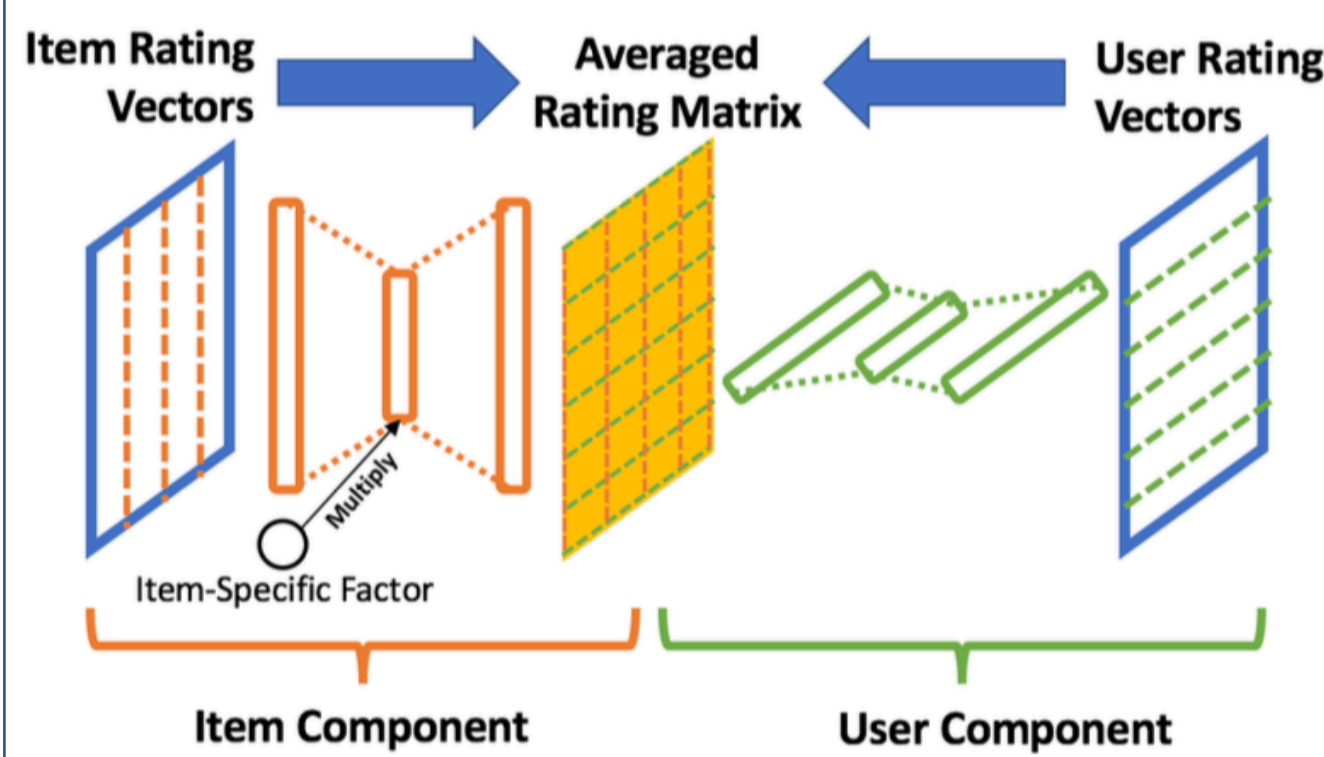 Item Rating
Vectors
Averaged
Rating Matrix
User Rating
Vectors
Multiply
Item-Specific Factor
Item Component
User Component